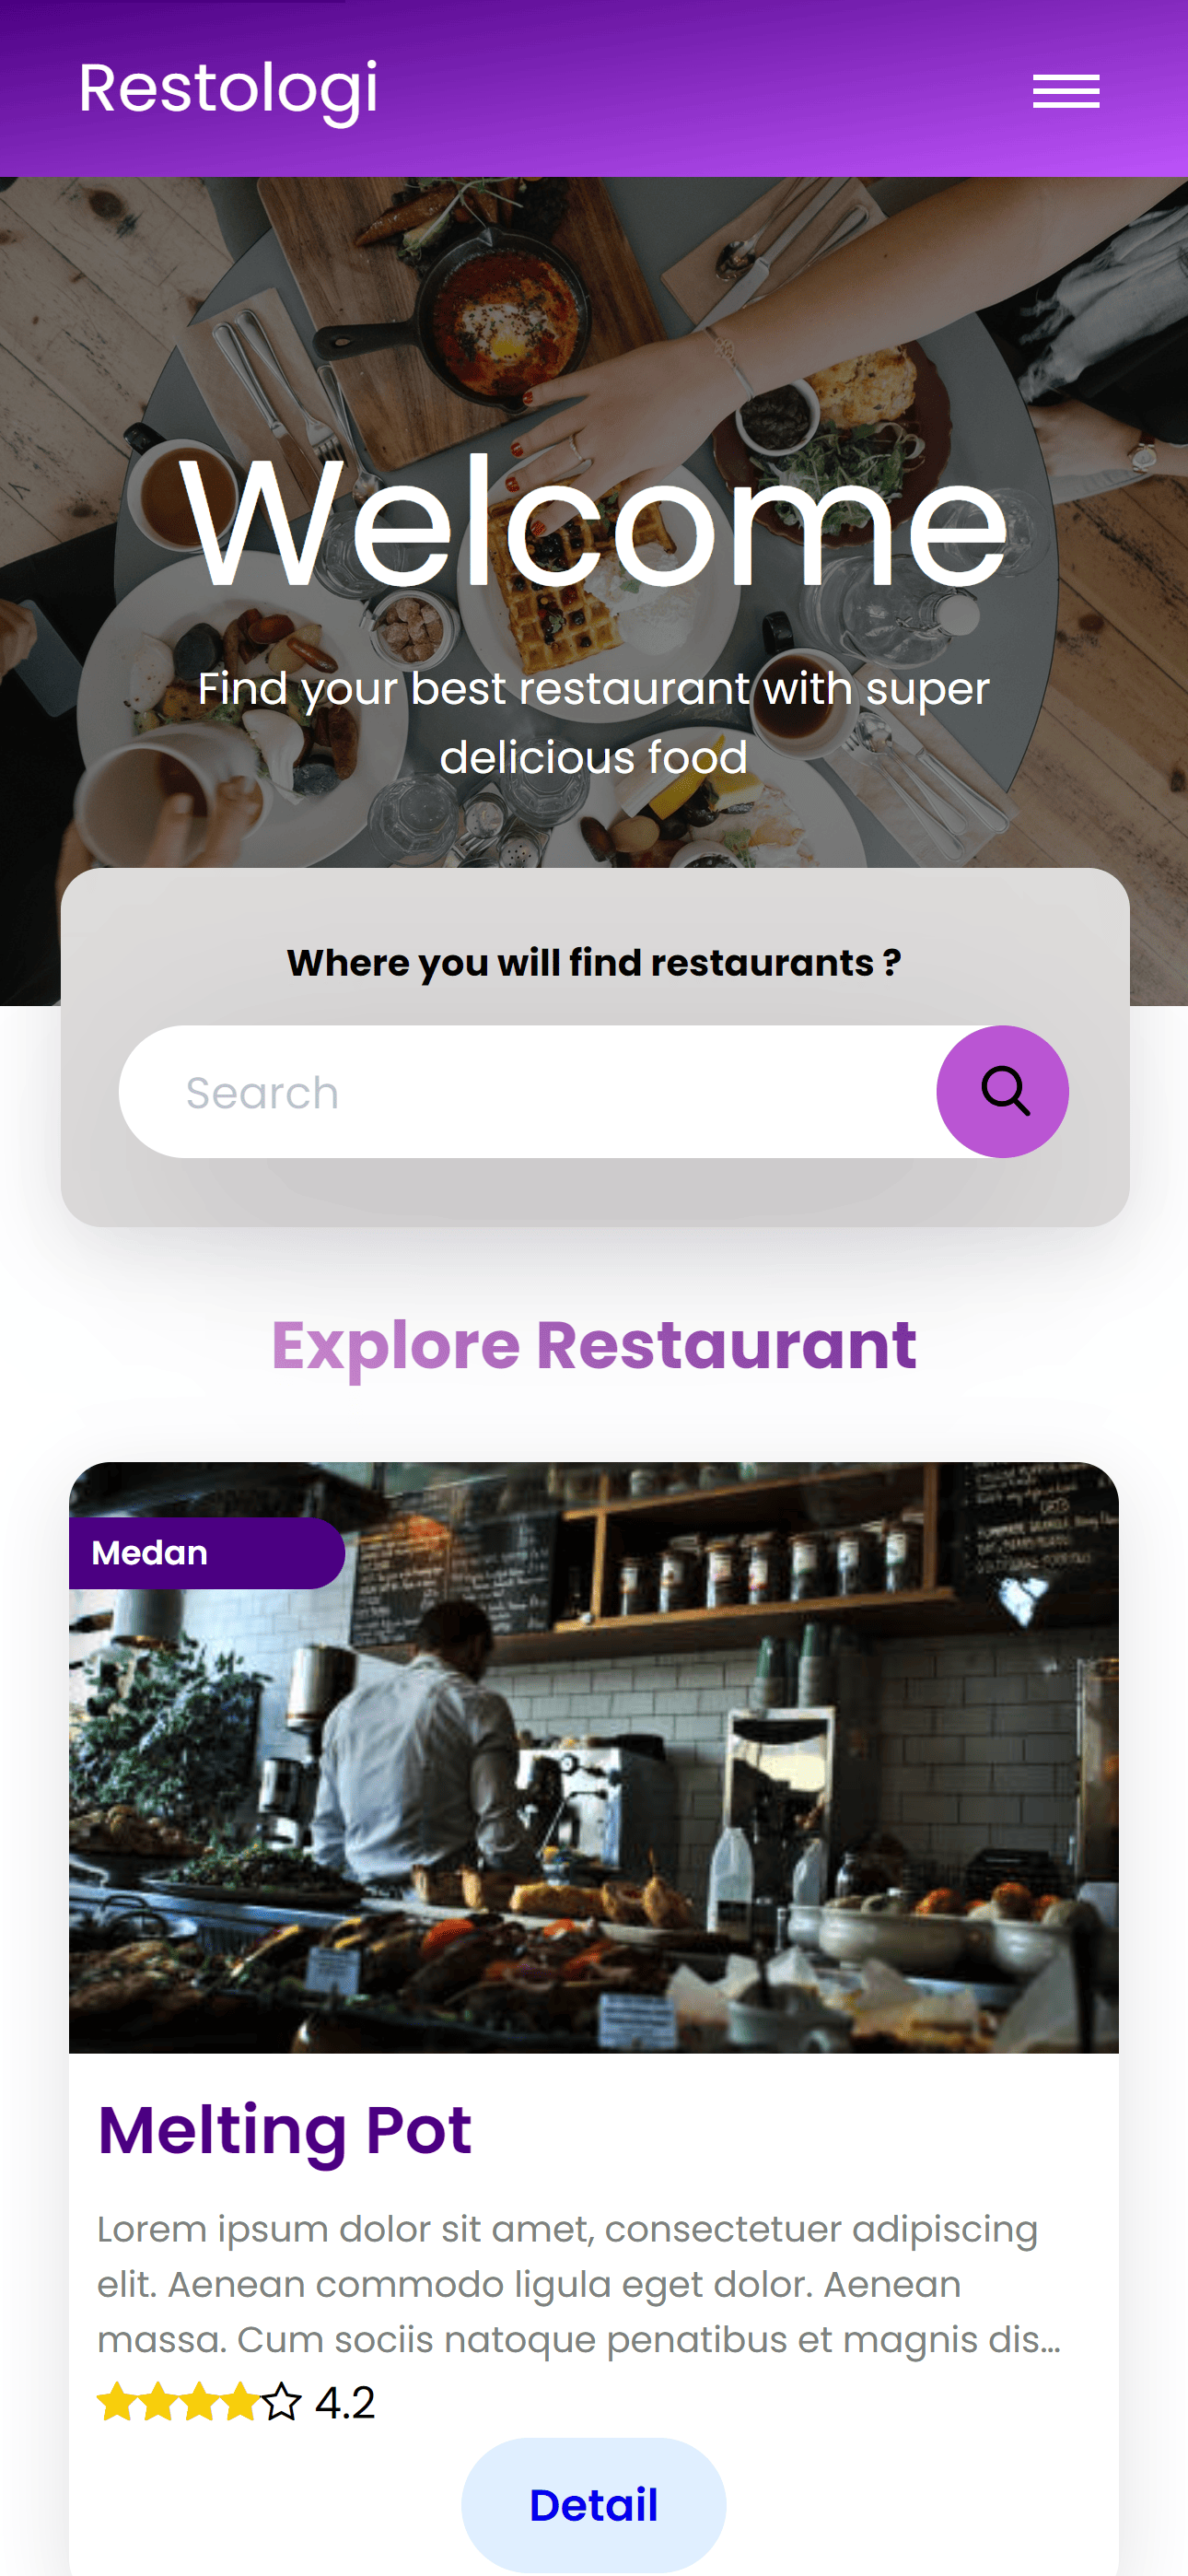 Restologi
Welcome
Find your best restaurant with super
delicious food
Where you will find restaurants ?
Search
Explore Restaurant
Medan
Melting Pot
Lorem ipsum dolor sit amet, consectetuer adipiscing
elit. Aenean commodo ligula eget dolor. Aenean
massa. Cum sociis natoque penatibus et magnis dis...
4.2
Detail